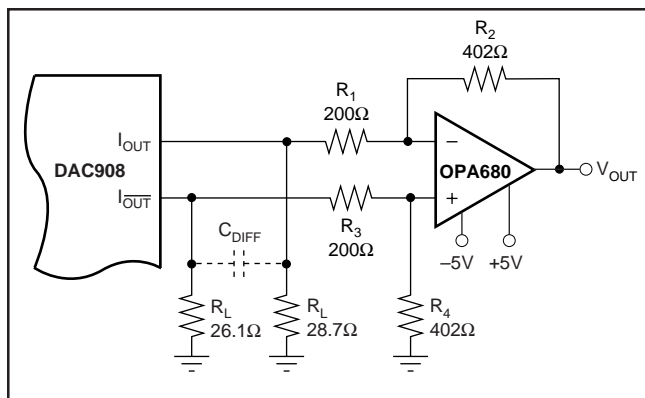 R2
402Ω
R1
200Ω
IOUT
–
DAC908
OPA680
VOUT
IOUT
+
CDIFF
R3
200Ω
–5V +5V
RL
26.1Ω
RL
28.7Ω
R4
402Ω